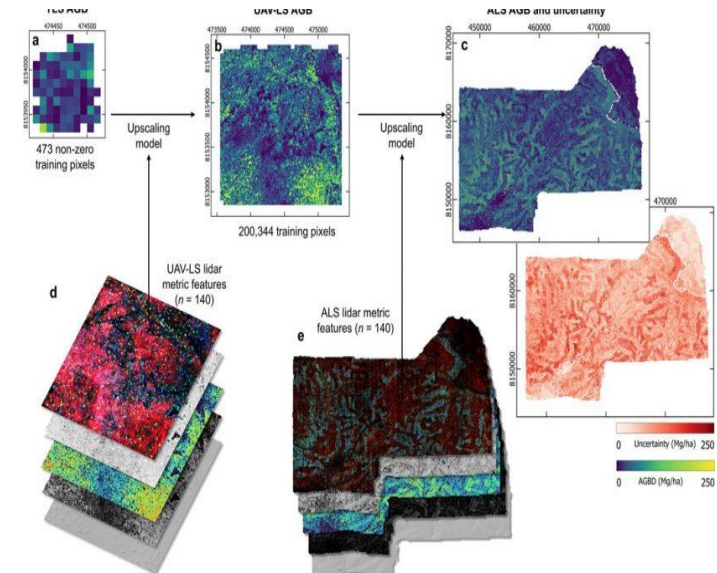 TLS AGB
UAV-LS AGB
ALS AGB and uncertainty
a
474450 474500
8154000
8153950
473 non-zero
training pixels
Upscaling
model
b
473500 474000 474500 475000
8154500
8154000
8153500
8153000
200,344 training pixels
Upscaling
model
c
450000 460000 470000
8170000
8160000
8150000
470000
8160000
8150000
d
UAV-LS lidar
metric features
(n = 140)
e
ALS lidar metric
features (n = 140)
0 Uncertainty (Mg/ha) 250
0 AGBD (Mg/ha) 250